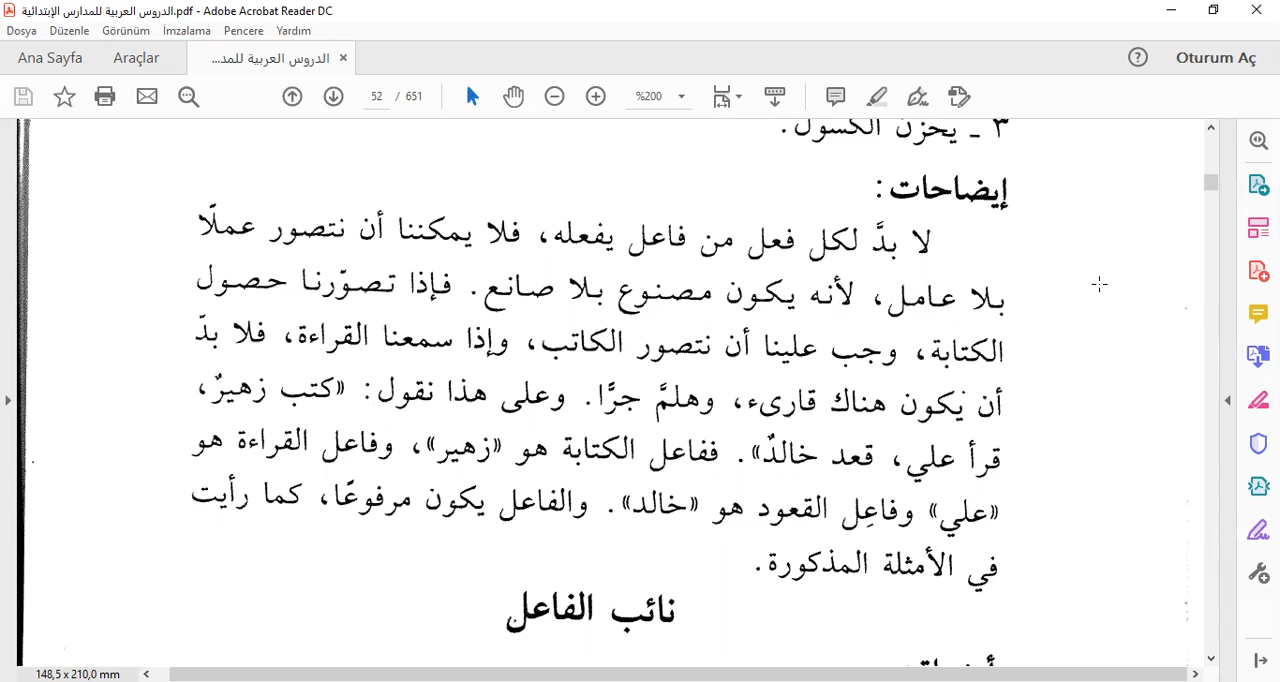 الدروس العربية للمدارس الإبتدائية.pdf - Adobe Acrobat Reader DC
Dosya Düzenle Görünüm İmzalama Pencere Yardım
Ana Sayfa Araçlar الدروس العربية للمد... × ? Oturum Aç
52 / 651 %200
٣ ـ يحزن الكسول.
إيضاحات :
لا بدَّ لكل فعل من فاعل يفعله، فلا يمكننا أن نتصور عملًا
بلا عامل، لأنه يكون مصنوع بلا صانع. فإذا تصوّرنا حصول
الكتابة، وجب علينا أن نتصور الكاتب، وإذا سمعنا القراءة، فلا بدّ
أن يكون هناك قارىء، وهلمَّ جرًّا. وعلى هذا نقول: «كتب زهيرٌ،
قرأ علي، قعد خالدٌ». ففاعل الكتابة هو «زهير»، وفاعل القراءة هو
«علي» وفاعِل القعود هو «خالد». والفاعل يكون مرفوعًا، كما رأيت
في الأمثلة المذكورة.
نائب الفاعل
148,5 x 210,0 mm